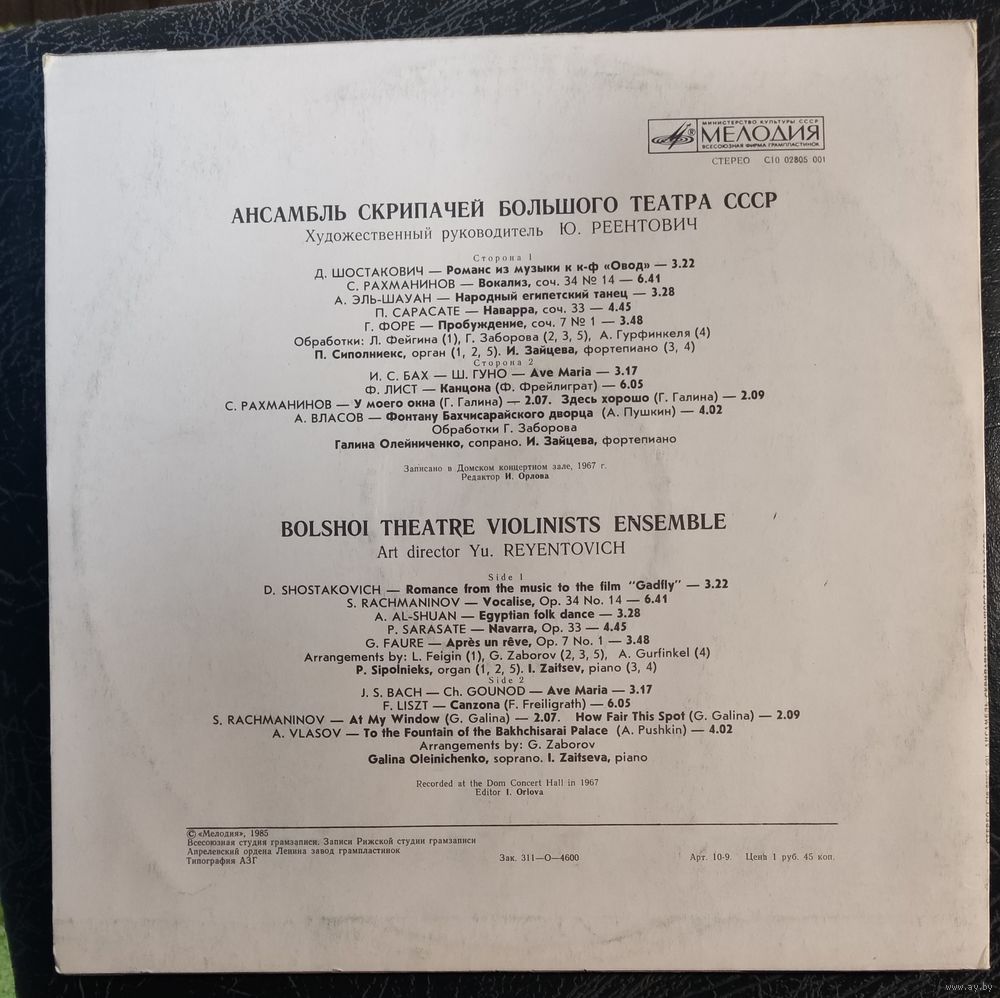 МИНИСТЕРСТВО КУЛЬТУРЫ СССР
МЕЛОДИЯ
ВСЕСОЮЗНАЯ ФИРМА ГРАМПЛАСТИНОК
СТЕРЕО С10 02805 001
АНСАМБЛЬ СКРИПАЧЕЙ БОЛЬШОГО ТЕАТРА СССР
Художественный руководитель Ю. РЕЕНТОВИЧ
Сторона 1
Д. ШОСТАКОВИЧ — Романс из музыки к к-ф «Овод» — 3.22
С. РАХМАНИНОВ — Вокализ, соч. 34 № 14 — 6.41
А. ЭЛЬ-ШАУАН — Народный египетский танец — 3.28
П. САРАСАТЕ — Наварра, соч. 33 — 4.45
Г. ФОРЕ — Пробуждение, соч. 7 № 1 — 3.48
Обработки: Л. Фейгина (1), Г. Заборова (2, 3, 5), А. Гурфинкеля (4)
П. Сиполниекс, орган (1, 2, 5). И. Зайцева, фортепиано (3, 4)
Сторона 2
И. С. БАХ — Ш. ГУНО — Ave Maria — 3.17
Ф. ЛИСТ — Канцона (Ф. Фрейлиграт) — 6.05
С. РАХМАНИНОВ — У моего окна (Г. Галина) — 2.07. Здесь хорошо (Г. Галина) — 2.09
А. ВЛАСОВ — Фонтану Бахчисарайского дворца (А. Пушкин) — 4.02
Обработки Г. Заборова
Галина Олейниченко, сопрано. И. Зайцева, фортепиано
Записано в Домском концертном зале, 1967 г.
Редактор И. Орлова
BOLSHOI THEATRE VIOLINISTS ENSEMBLE
Art director Yu. REYENTOVICH
Side 1
D. SHOSTAKOVICH — Romance from the music to the film "Gadfly" — 3.22
S. RACHMANINOV — Vocalise, Op. 34 No. 14 — 6.41
A. AL-SHUAN — Egyptian folk dance — 3.28
P. SARASATE — Navarra, Op. 33 — 4.45
G. FAURE — Après un rêve, Op. 7 No. 1 — 3.48
Arrangements by: L. Feigin (1), G. Zaborov (2, 3, 5), A. Gurfinkel (4)
P. Sipolnieks, organ (1, 2, 5). I. Zaitsev, piano (3, 4)
Side 2
J. S. BACH — Ch. GOUNOD — Ave Maria — 3.17
F. LISZT — Canzona (F. Freiligrath) — 6.05
S. RACHMANINOV — At My Window (G. Galina) — 2.07. How Fair This Spot (G. Galina) — 2.09
A. VLASOV — To the Fountain of the Bakhchisarai Palace (A. Pushkin) — 4.02
Arrangements by: G. Zaborov
Galina Oleinichenko, soprano. I. Zaitseva, piano
Recorded at the Dom Concert Hall in 1967
Editor I. Orlova
© «Мелодия», 1985
Всесоюзная студия грамзаписи. Записи Рижской студии грамзаписи
Апрелевский ордена Ленина завод грампластинок
Типография АЗГ
Зак. 311—О—4600
Арт. 10-9. Цена 1 руб. 45 коп.
www.ay.by